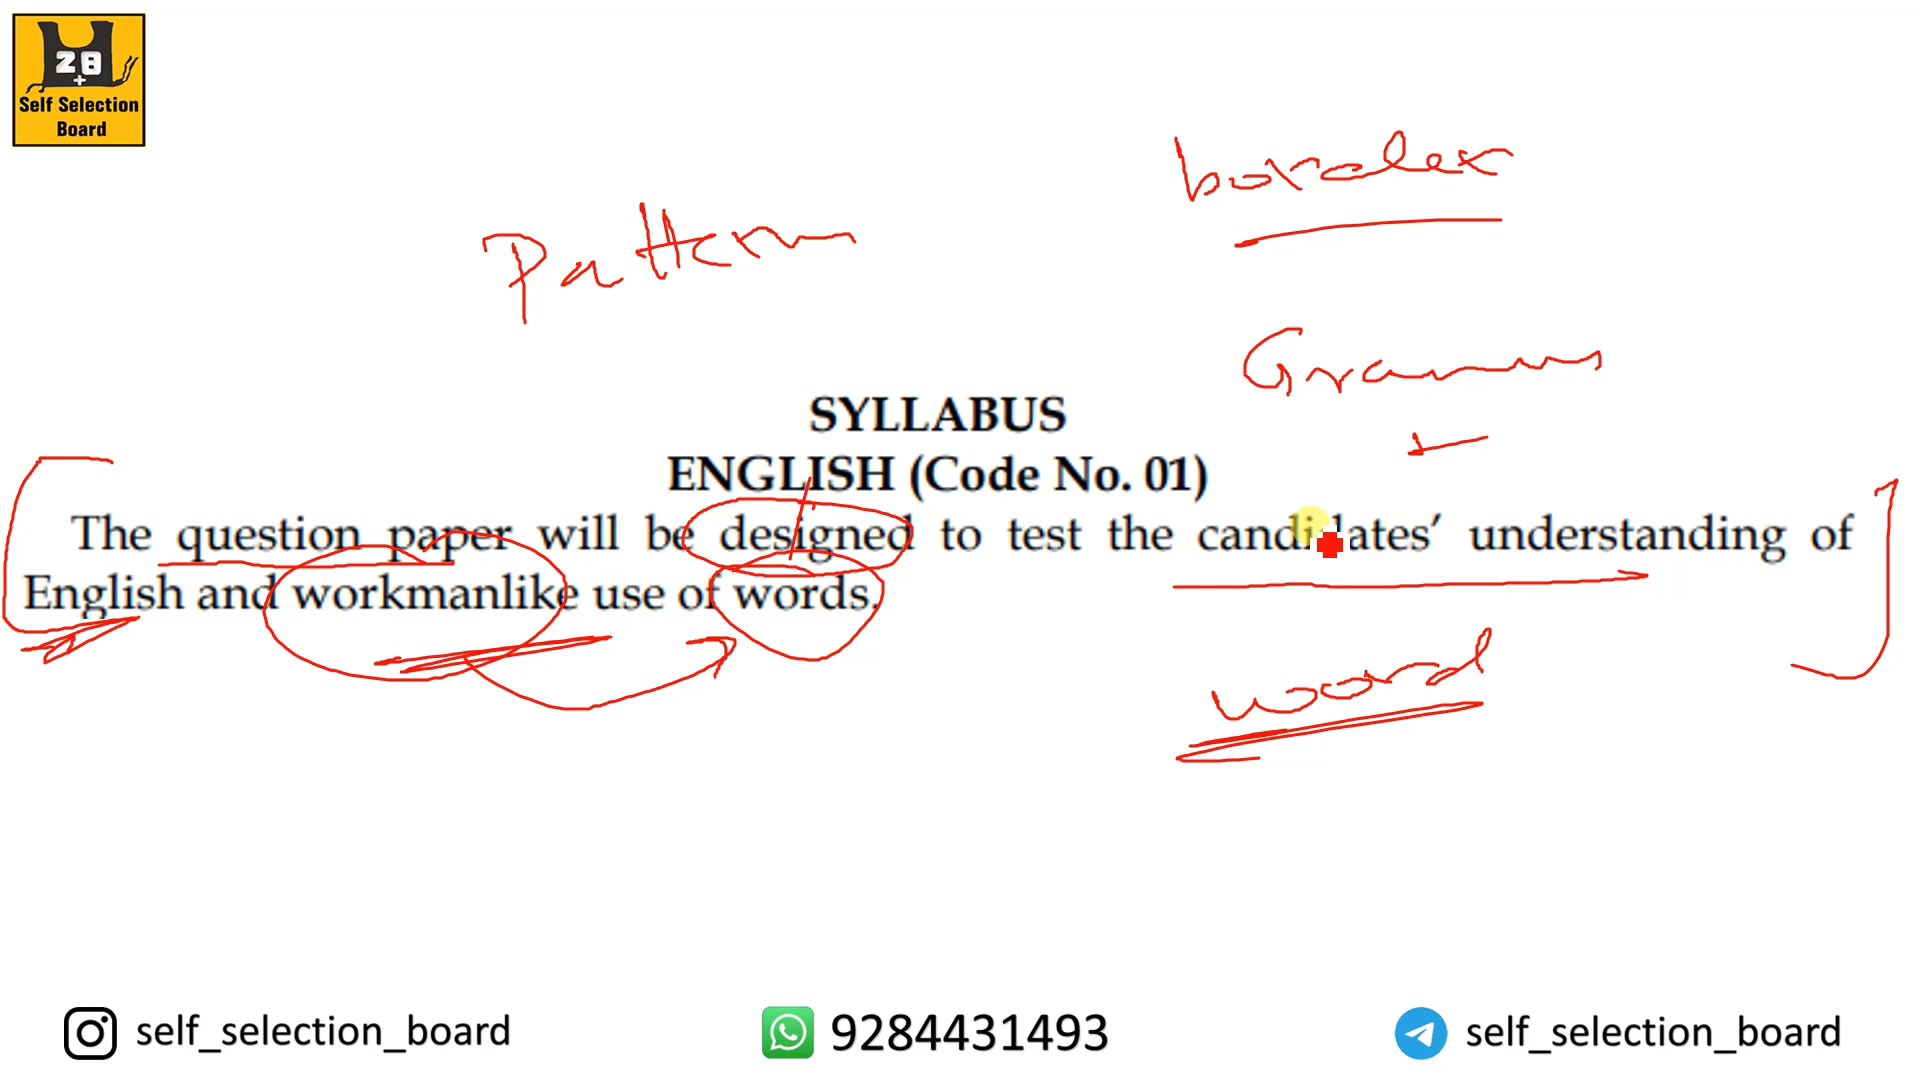 28
+
Self Selection
Board
border
Pattern
SYLLABUS
ENGLISH (Code No. 01)
The question paper will be designed to test the candidates’ understanding of
English and workmanlike use of words.
word
self_selection_board
9284431493
self_selection_board